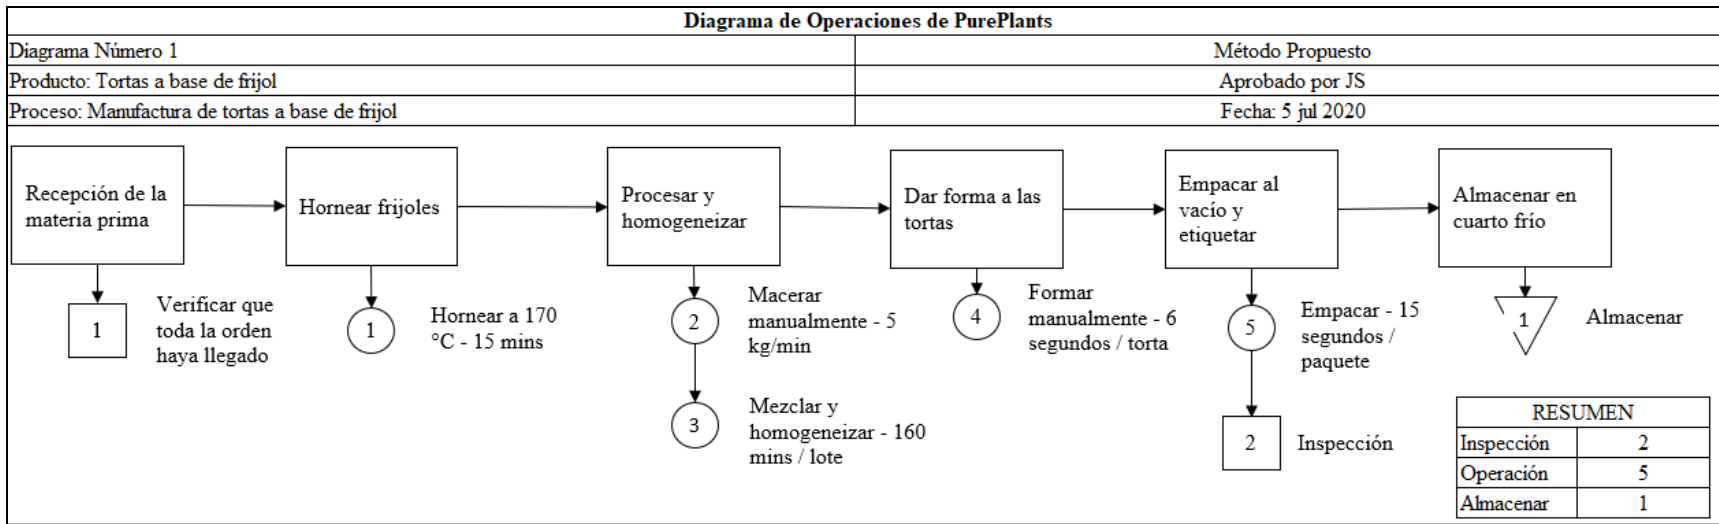 Diagrama de Operaciones de PurePlants
Diagrama Número 1
Método Propuesto
Producto: Tortas a base de frijol
Aprobado por JS
Proceso: Manufactura de tortas a base de frijol
Fecha: 5 jul 2020
Recepción de la
materia prima
Hornear frijoles
Procesar y
homogeneizar
Dar forma a las
tortas
Empacar al
vacío y
etiquetar
Almacenar en
cuarto frío
1
Verificar que
toda la orden
haya llegado
1
Hornear a 170
°C - 15 mins
2
Macerar
manualmente - 5
kg/min
3
Mezclar y
homogeneizar - 160
mins / lote
4
Formar
manualmente - 6
segundos / torta
5
Empacar - 15
segundos /
paquete
2
Inspección
1
Almacenar
RESUMEN
Inspección 2
Operación 5
Almacenar 1